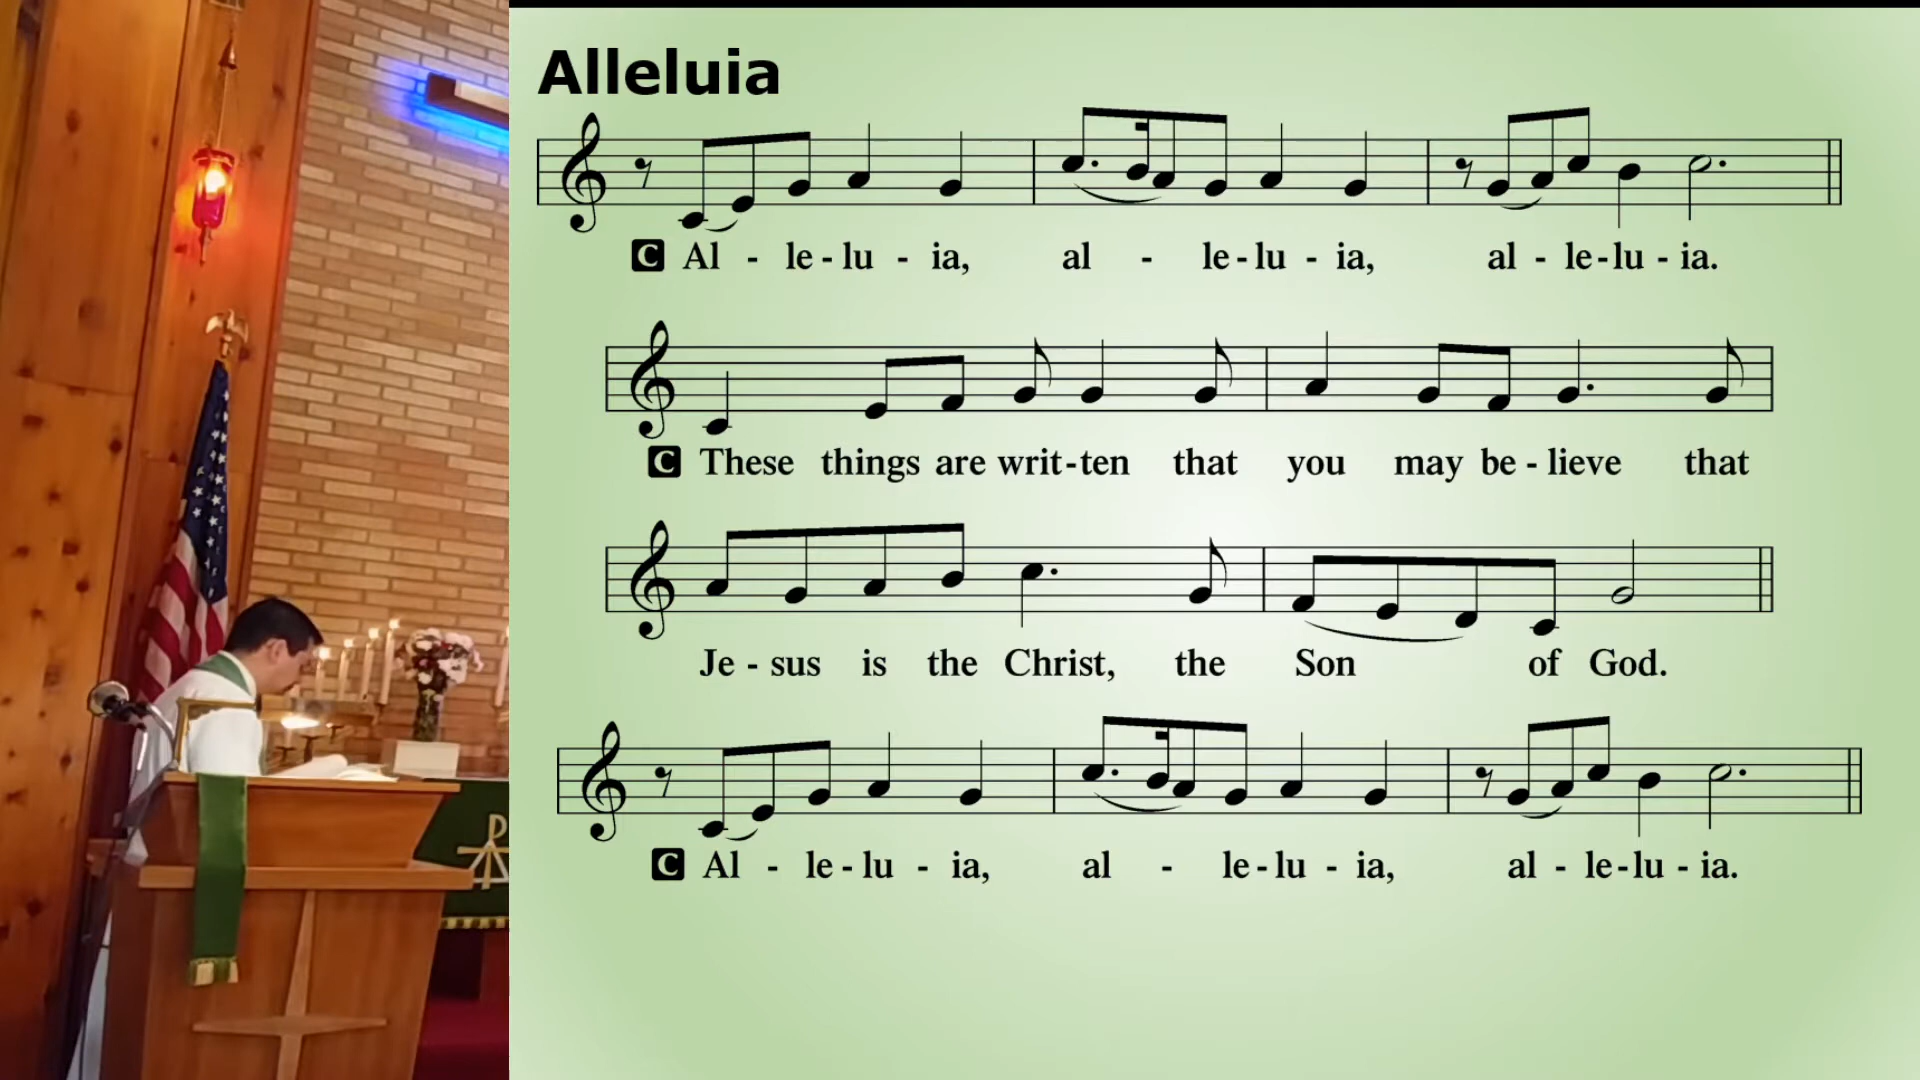 Alleluia
C Al - le - lu - ia, al - le - lu - ia, al - le - lu - ia.
C These things are writ - ten that you may be - lieve that
Je - sus is the Christ, the Son of God.
C Al - le - lu - ia, al - le - lu - ia, al - le - lu - ia.